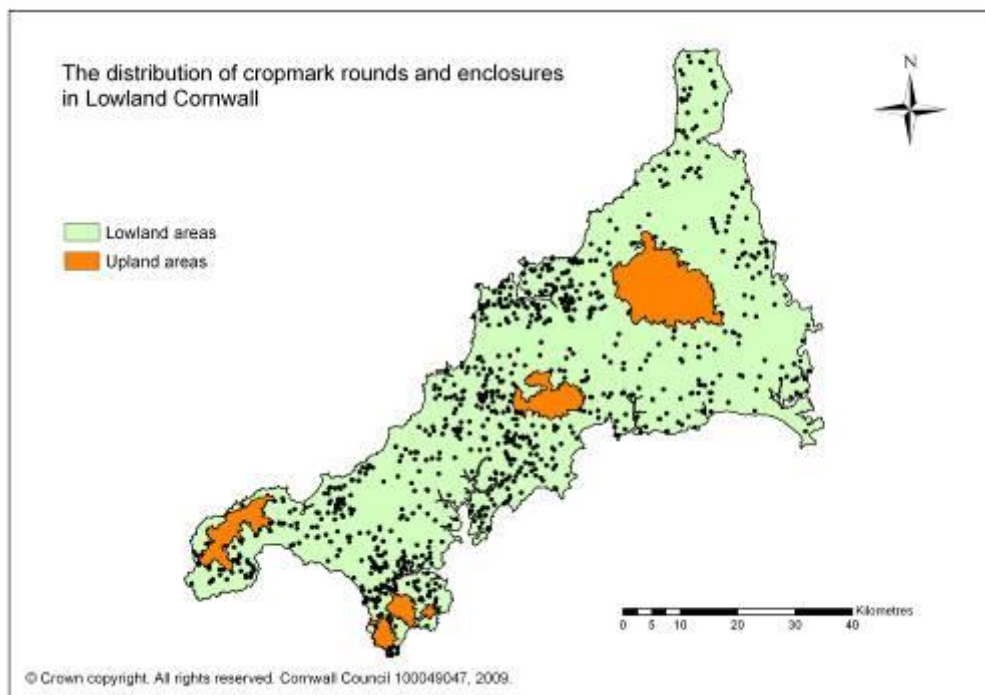 The distribution of cropmark rounds and enclosures
in Lowland Cornwall
N
Lowland areas
Upland areas
Kilometres
0 5 10 20 30 40
© Crown copyright. All rights reserved. Cornwall Council 100049047, 2009.